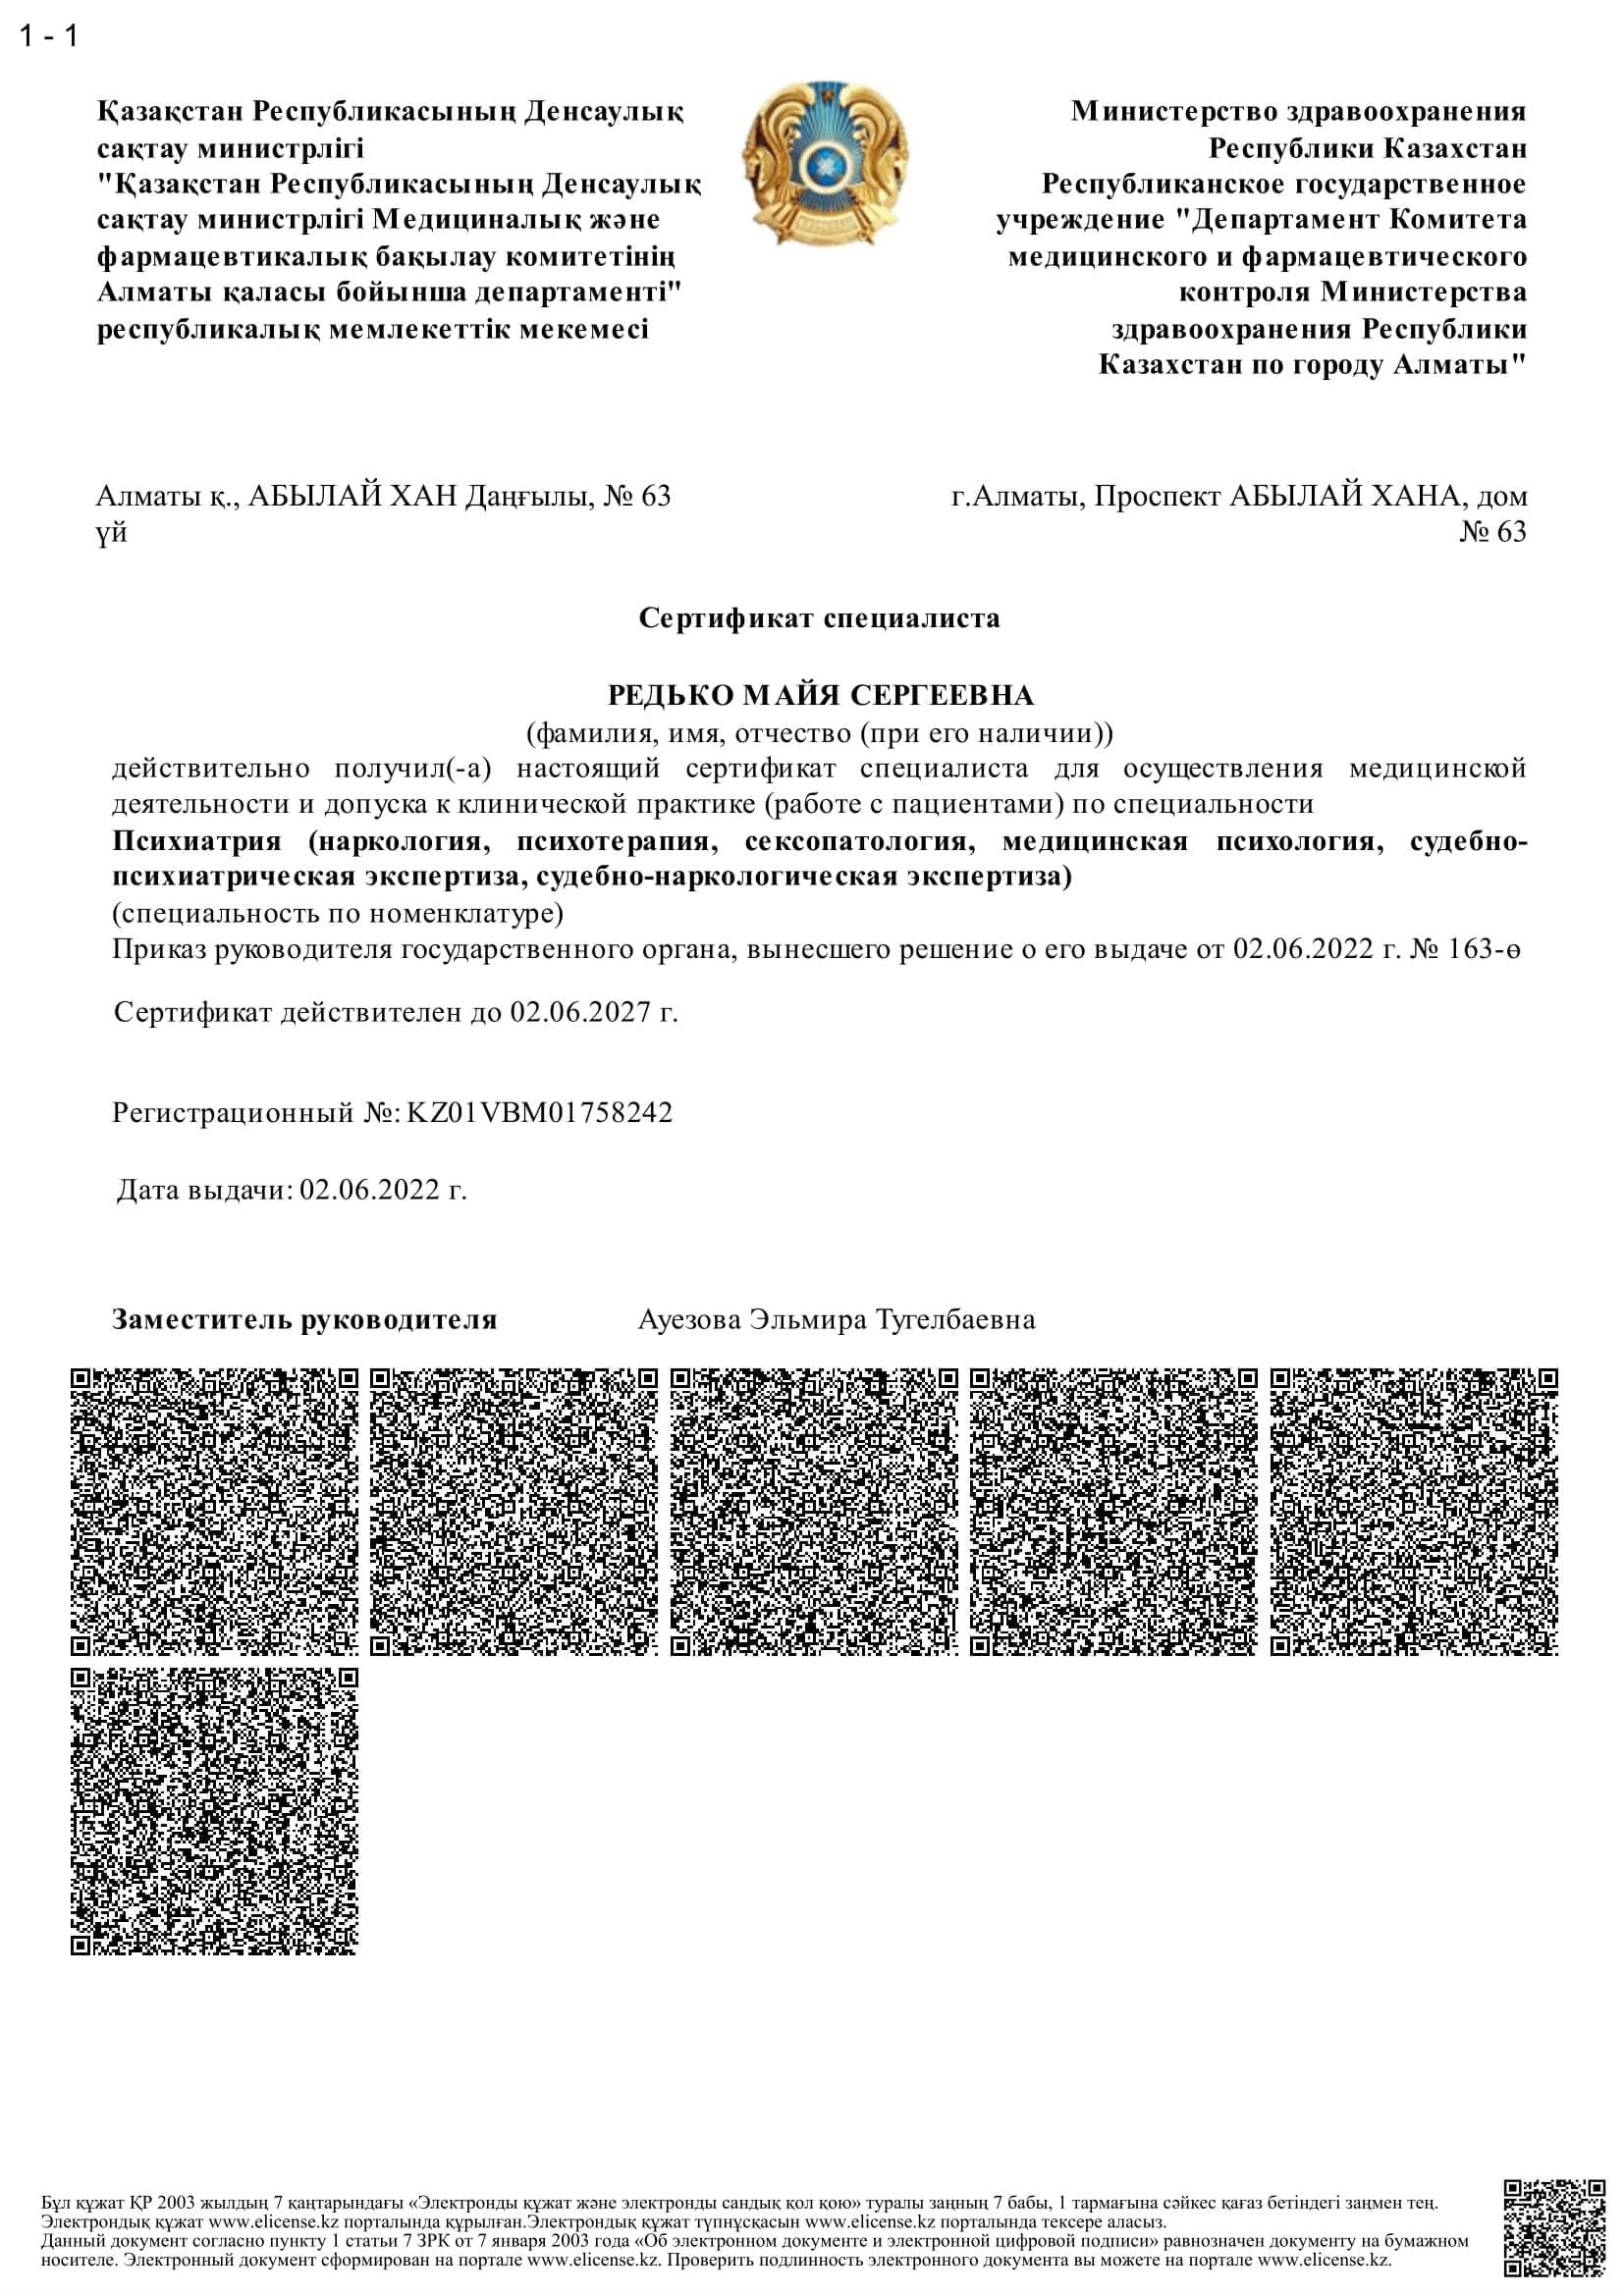 1 - 1
Қазақстан Республикасының Денсаулық
сақтау министрлігі
"Қазақстан Республикасының Денсаулық
сақтау министрлігі Медициналық және
фармацевтикалық бақылау комитетінің
Алматы қаласы бойынша департаменті"
республикалық мемлекеттік мекемесі
Министерство здравоохранения
Республики Казахстан
Республиканское государственное
учреждение "Департамент Комитета
медицинского и фармацевтического
контроля Министерства
здравоохранения Республики
Казахстан по городу Алматы"
Алматы қ., АБЫЛАЙ ХАН Даңғылы, № 63
үй
г.Алматы, Проспект АБЫЛАЙ ХАНА, дом
№ 63
Сертификат специалиста
РЕДЬКО МАЙЯ СЕРГЕЕВНА
(фамилия, имя, отчество (при его наличии))
действительно получил(-а) настоящий сертификат специалиста для осуществления медицинской
деятельности и допуска к клинической практике (работе с пациентами) по специальности
Психиатрия (наркология, психотерапия, сексопатология, медицинская психология, судебно-
психиатрическая экспертиза, судебно-наркологическая экспертиза)
(специальность по номенклатуре)
Приказ руководителя государственного органа, вынесшего решение о его выдаче от 02.06.2022 г. № 163-ө
Сертификат действителен до 02.06.2027 г.
Регистрационный №: KZ01VBM01758242
Дата выдачи: 02.06.2022 г.
Заместитель руководителя Ауезова Эльмира Тугелбаевна
Бұл құжат ҚР 2003 жылдың 7 қаңтарындағы «Электронды құжат және электронды сандық қол қою» туралы заңның 7 бабы, 1 тармағына сәйкес қағаз бетіндегі заңмен тең.
Электрондық құжат www.elicense.kz порталында құрылған.Электрондық құжат түпнұсқасын www.elicense.kz порталында тексере аласыз.
Данный документ согласно пункту 1 статьи 7 ЗРК от 7 января 2003 года «Об электронном документе и электронной цифровой подписи» равнозначен документу на бумажном
носителе. Электронный документ сформирован на портале www.elicense.kz. Проверить подлинность электронного документа вы можете на портале www.elicense.kz.